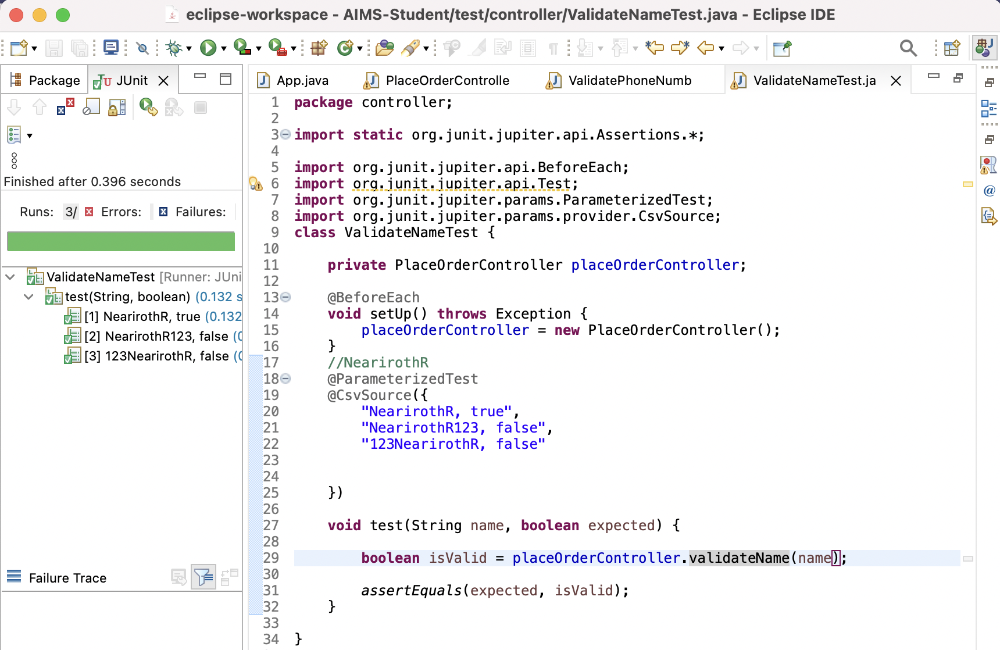 eclipse-workspace - AIMS-Student/test/controller/ValidateNameTest.java - Eclipse IDE
Package
JUnit
Finished after 0.396 seconds
Runs: 3/ Errors: Failures:
ValidateNameTest [Runner: JUni
test(String, boolean) (0.132 s
[1] NearirothR, true (0.132
[2] NearirothR123, false (0
[3] 123NearirothR, false (0
Failure Trace
App.java
PlaceOrderControlle
ValidatePhoneNumb
ValidateNameTest.ja
1 package controller;
2
3 import static org.junit.jupiter.api.Assertions.*;
4
5 import org.junit.jupiter.api.BeforeEach;
6 import org.junit.jupiter.api.Test;
7 import org.junit.jupiter.params.ParameterizedTest;
8 import org.junit.jupiter.params.provider.CsvSource;
9 class ValidateNameTest {
10
11 private PlaceOrderController placeOrderController;
12
13 @BeforeEach
14 void setUp() throws Exception {
15 placeOrderController = new PlaceOrderController();
16 }
17 //NearirothR
18 @ParameterizedTest
19 @CsvSource({
20 "NearirothR, true",
21 "NearirothR123, false",
22 "123NearirothR, false"
23
24
25 })
26
27 void test(String name, boolean expected) {
28
29 boolean isValid = placeOrderController.validateName(name);
30
31 assertEquals(expected, isValid);
32 }
33
34 }